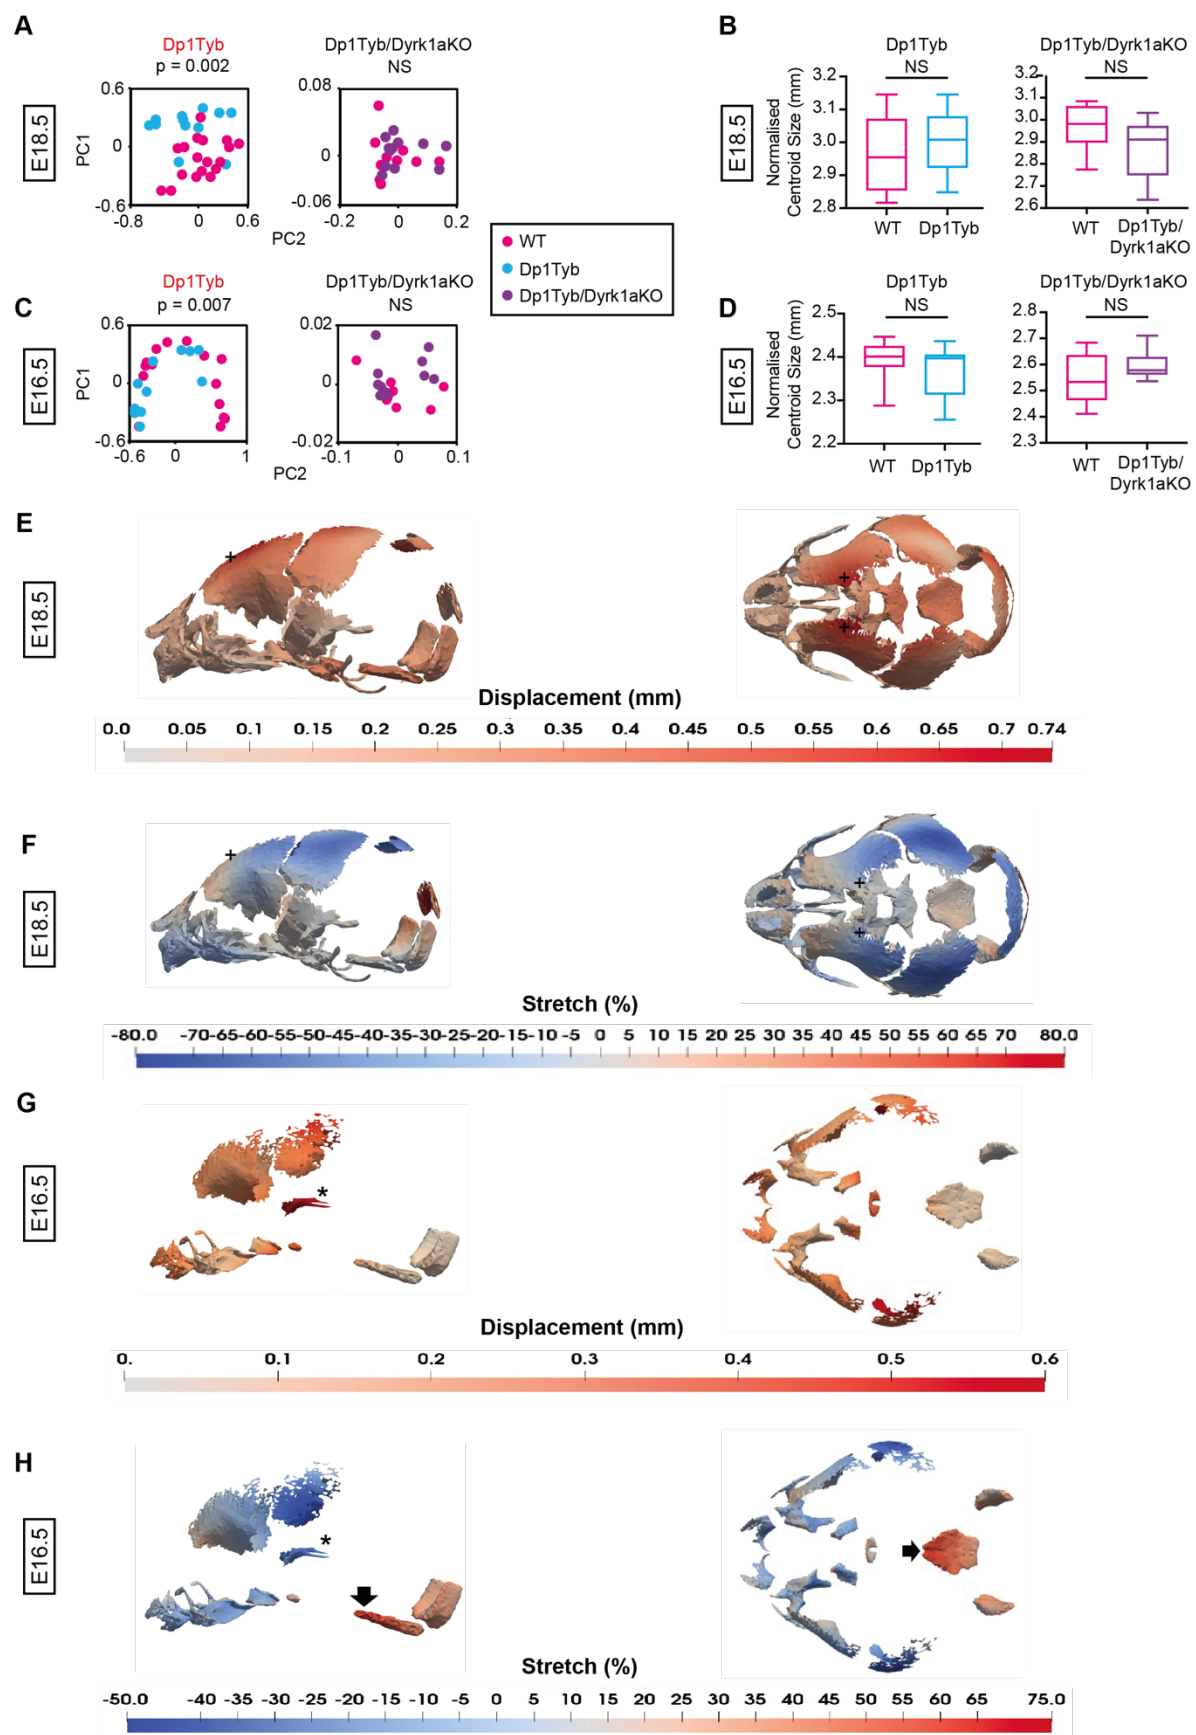 A
B
Dp1Tyb
p = 0.002
Dp1Tyb/Dyrk1aKO
NS
Dp1Tyb
NS
Dp1Tyb/Dyrk1aKO
NS
E18.5
PC1
0.6
0
-0.6
-0.8
0
0.6
0.08
0
-0.06
-0.2
0
0.2
PC2
E18.5
Normalised
Centroid Size (mm)
3.2
3.1
3.0
2.9
2.8
WT
Dp1Tyb
3.2
3.1
3.0
2.9
2.8
2.7
2.6
WT
Dp1Tyb/
Dyrk1aKO
WT
Dp1Tyb
Dp1Tyb/Dyrk1aKO
C
D
Dp1Tyb
p = 0.007
Dp1Tyb/Dyrk1aKO
NS
Dp1Tyb
NS
Dp1Tyb/Dyrk1aKO
NS
E16.5
PC1
0.6
0
-0.6
-0.6
0
1
0.02
0
-0.02
-0.1
0
0.1
PC2
E16.5
Normalised
Centroid Size (mm)
2.5
2.4
2.3
2.2
WT
Dp1Tyb
2.8
2.7
2.6
2.5
2.4
2.3
WT
Dp1Tyb/
Dyrk1aKO
E
E18.5
+
+
+
Displacement (mm)
0.0 0.05 0.1 0.15 0.2 0.25 0.3 0.35 0.4 0.45 0.5 0.55 0.6 0.65 0.7 0.74
F
E18.5
+
+
+
Stretch (%)
-80.0 -70 -65 -60 -55 -50 -45 -40 -35 -30 -25 -20 -15 -10 -5 0 5 10 15 20 25 30 35 40 45 50 55 60 65 70 80.0
G
E16.5
*
Displacement (mm)
0. 0.1 0.2 0.3 0.4 0.5 0.6
H
E16.5
*
Stretch (%)
-50.0 -40 -35 -30 -25 -20 -15 -10 -5 0 5 10 15 20 25 30 35 40 45 50 55 60 65 75.0